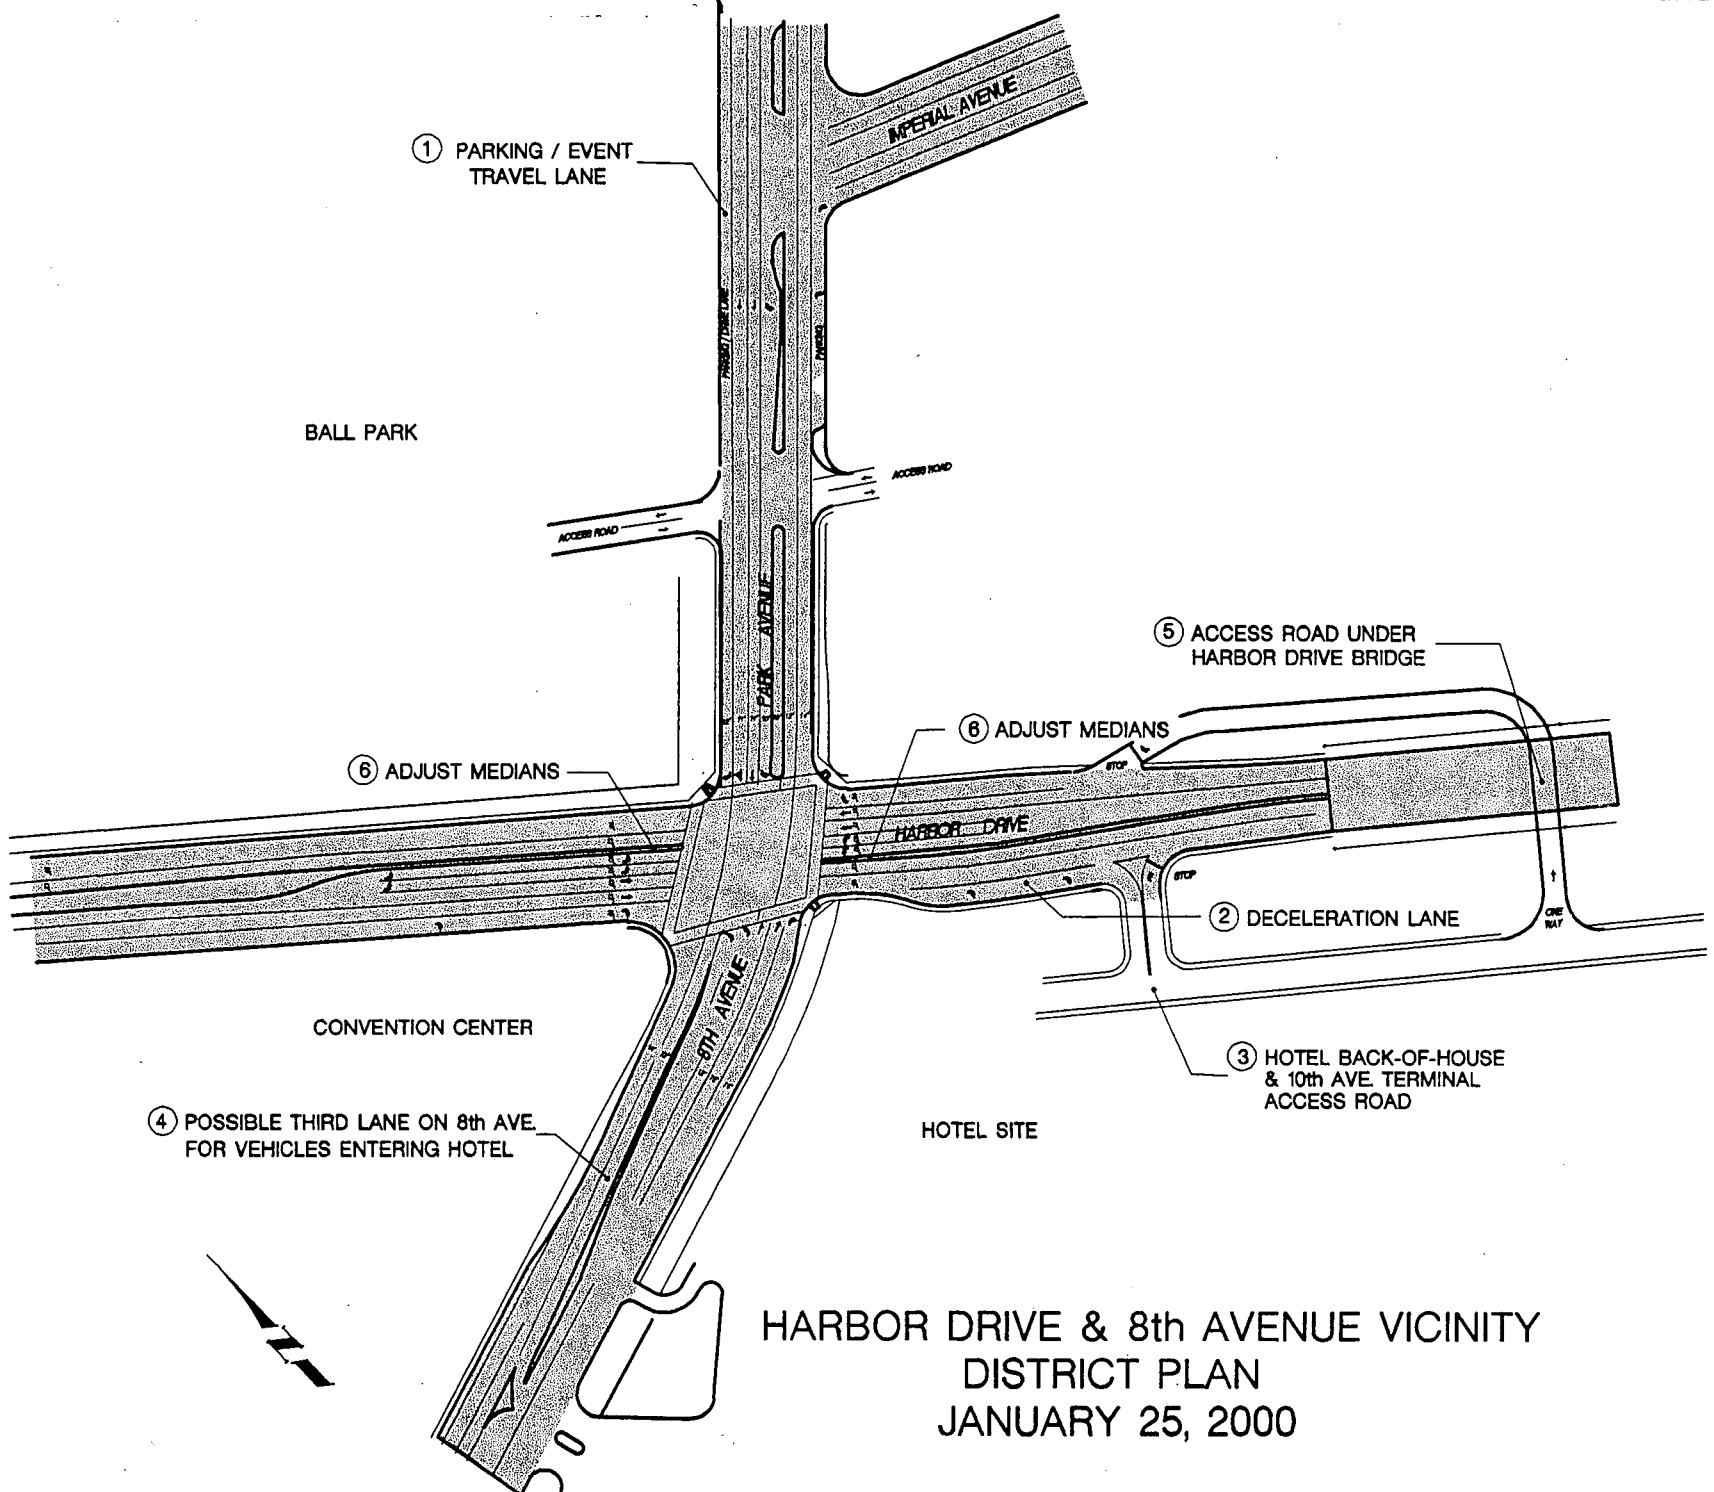 IMPERIAL AVENUE
① PARKING / EVENT
TRAVEL LANE
PARKING
BALL PARK
ACCESS ROAD
ACCESS ROAD
PARK AVENUE
⑤ ACCESS ROAD UNDER
HARBOR DRIVE BRIDGE
⑥ ADJUST MEDIANS
⑥ ADJUST MEDIANS
STOP
HARBOR DRIVE
STOP
② DECELERATION LANE
ONE
WAY
8TH AVENUE
CONVENTION CENTER
③ HOTEL BACK-OF-HOUSE
& 10th AVE. TERMINAL
ACCESS ROAD
④ POSSIBLE THIRD LANE ON 8th AVE.
FOR VEHICLES ENTERING HOTEL
HOTEL SITE
HARBOR DRIVE & 8th AVENUE VICINITY
DISTRICT PLAN
JANUARY 25, 2000